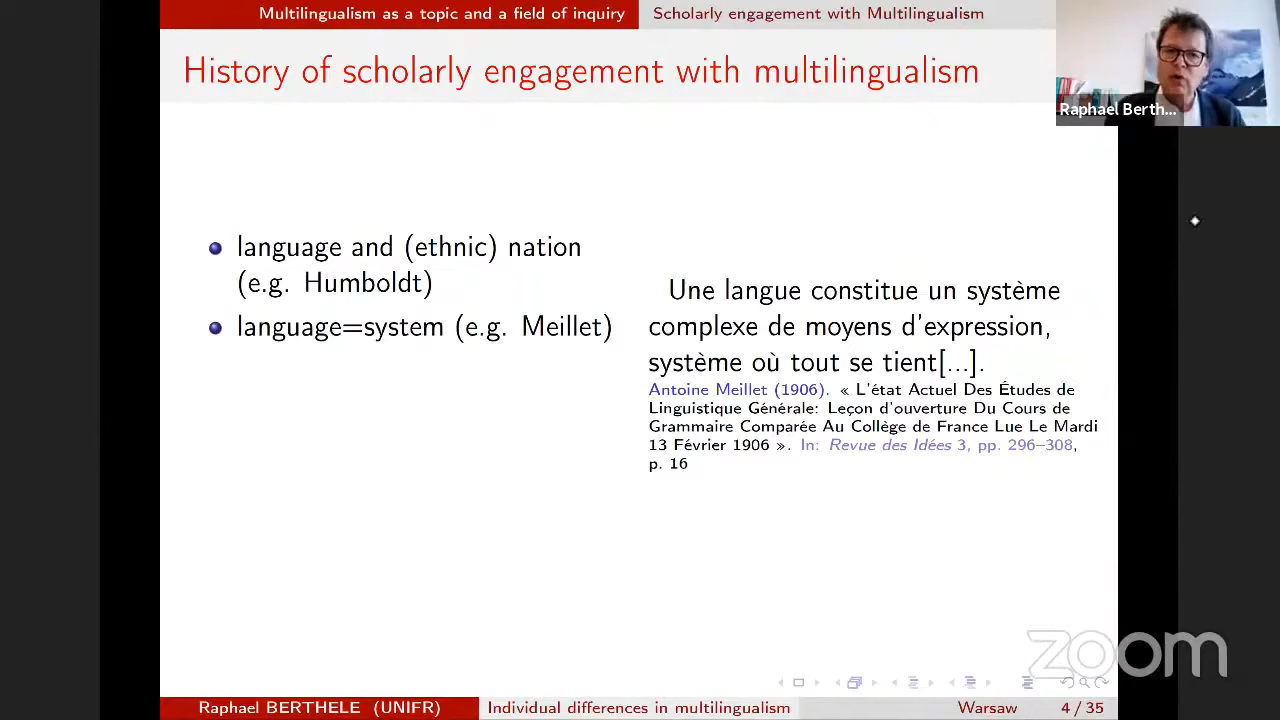 Multilingualism as a topic and a field of inquiry
Scholarly engagement with Multilingualism
History of scholarly engagement with multilingualism
Raphael Berth...
language and (ethnic) nation
(e.g. Humboldt)
language=system (e.g. Meillet)
Une langue constitue un système
complexe de moyens d'expression,
système où tout se tient[...].
Antoine Meillet (1906). « L'état Actuel Des Études de
Linguistique Générale: Leçon d'ouverture Du Cours de
Grammaire Comparée Au Collège de France Lue Le Mardi
13 Février 1906 ». In: Revue des Idées 3, pp. 296–308,
p. 16
zoom
Raphael BERTHELE (UNIFR)
Individual differences in multilingualism
Warsaw
4 / 35